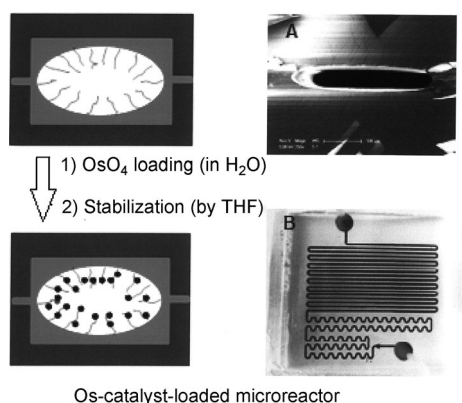 A
1) OsO4 loading (in H2O)
2) Stabilization (by THF)
B
Os-catalyst-loaded microreactor